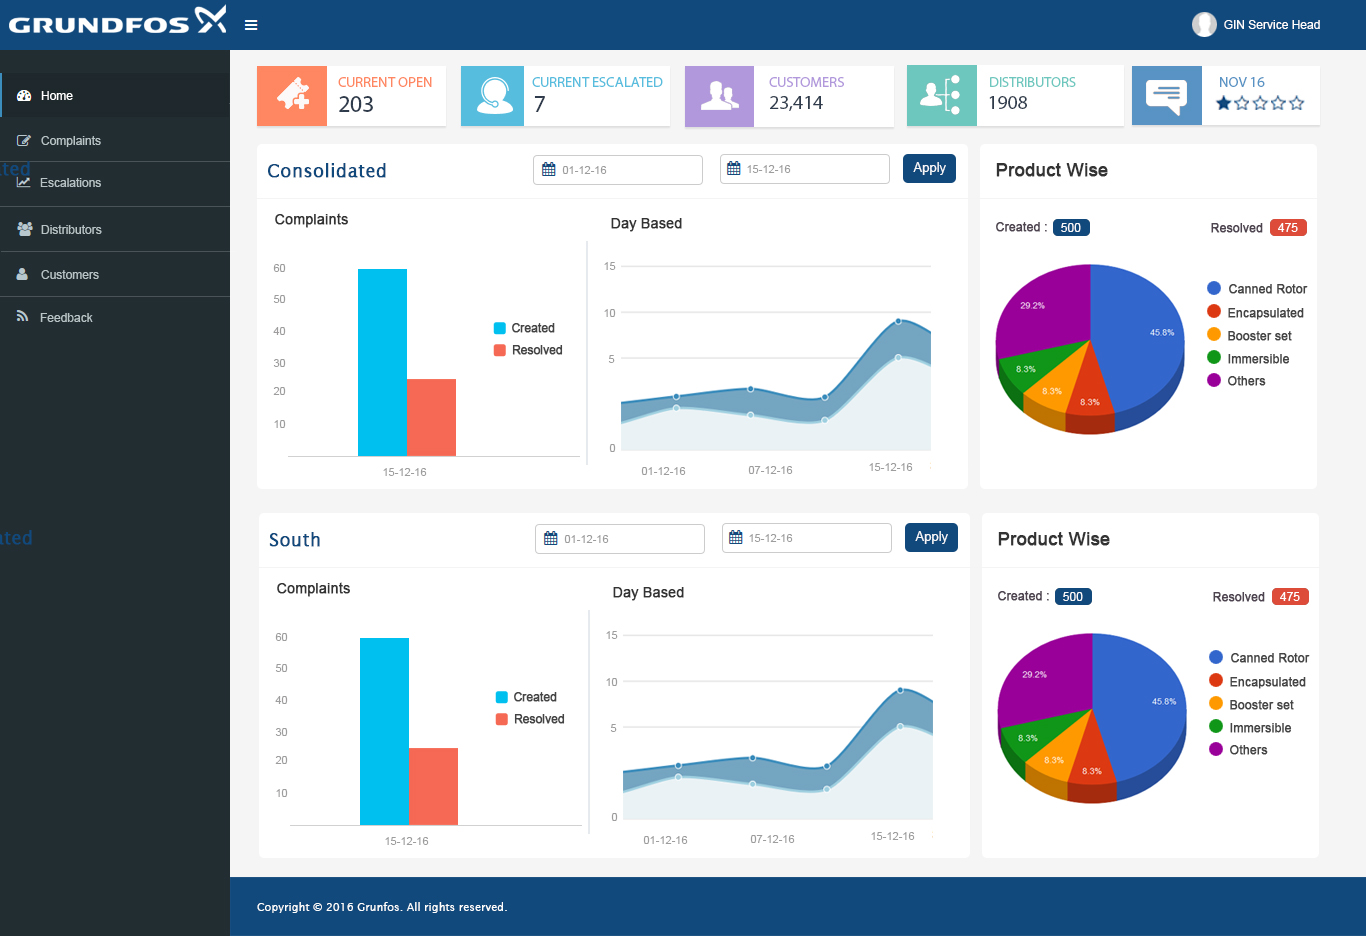 GRUNDFOS
GIN Service Head
Home
Complaints
ated
Escalations
Distributors
Customers
Feedback
ated
CURRENT OPEN
203
CURRENT ESCALATED
7
CUSTOMERS
23,414
DISTRIBUTORS
1908
NOV 16
Consolidated
01-12-16
15-12-16
Apply
Complaints
60
50
40
30
20
10
15-12-16
Created
Resolved
Day Based
15
10
5
0
01-12-16
07-12-16
15-12-16
Product Wise
Created : 500
Resolved 475
29.2%
45.8%
8.3%
8.3%
8.3%
Canned Rotor
Encapsulated
Booster set
Immersible
Others
South
01-12-16
15-12-16
Apply
Complaints
60
50
40
30
20
10
15-12-16
Created
Resolved
Day Based
15
10
5
0
01-12-16
07-12-16
15-12-16
Product Wise
Created : 500
Resolved 475
29.2%
45.8%
8.3%
8.3%
8.3%
Canned Rotor
Encapsulated
Booster set
Immersible
Others
Copyright © 2016 Grunfos. All rights reserved.